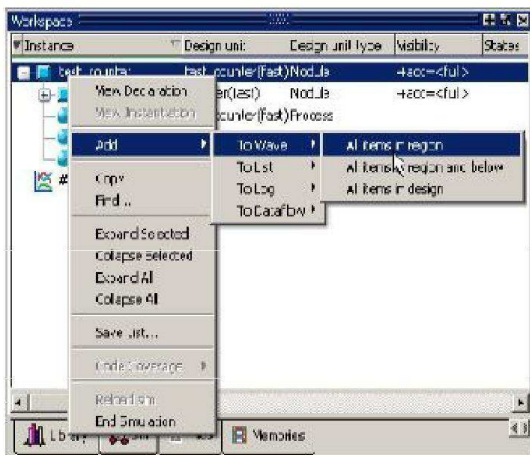 Workspace
Instance Design unit Design unit type Visibility States
test_counter test_counter(fast) Module +acc=<full>
er(fast) Module +acc=<full>
counter(fast) Process
View Declaration
View Instantiation
Add
To Wave
All items in region
To List
All items in region and below
To Log
All items in design
To Dataflow
Copy
Find...
Expand Selected
Collapse Selected
Expand All
Collapse All
Save List...
Code Coverage
Reload sim
End Simulation
#
Library Memories